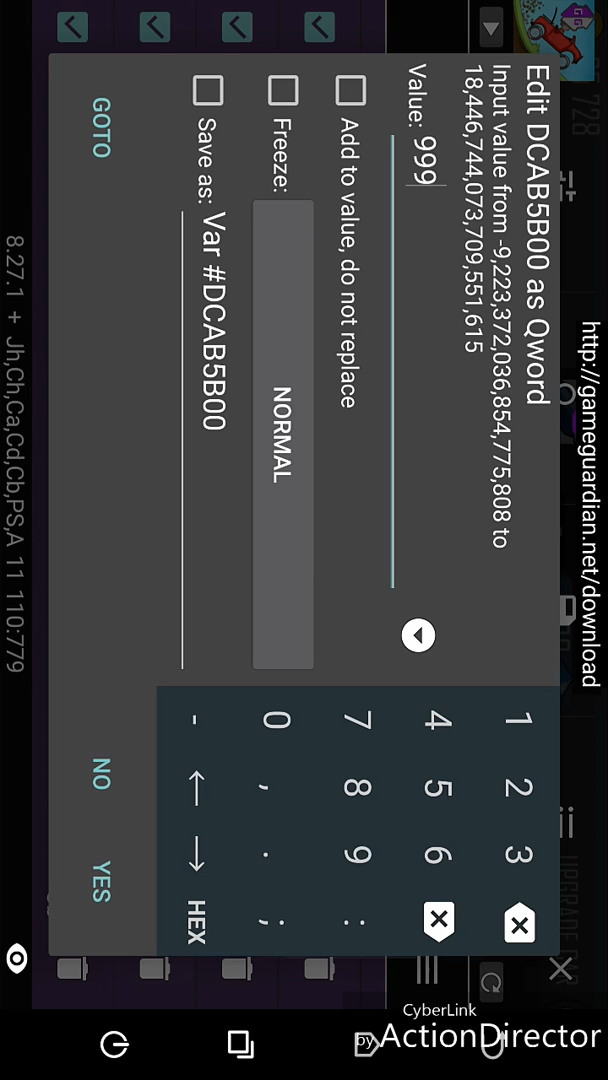 http://gameguardian.net/download
Edit DCAB5B00 as Qword
Input value from -9,223,372,036,854,775,808 to
18,446,744,073,709,551,615
Value: 999
Add to value, do not replace
Freeze: NORMAL
Save as: Var #DCAB5B00
GOTO NO YES
1 2 3
4 5 6
7 8 9 :
0 , . ;
- ← → HEX
728
UPGRADE
8.27.1 + Jh,Ch,Ca,Cd,Cb,PS,A 11 110:779
CyberLink
by ActionDirector